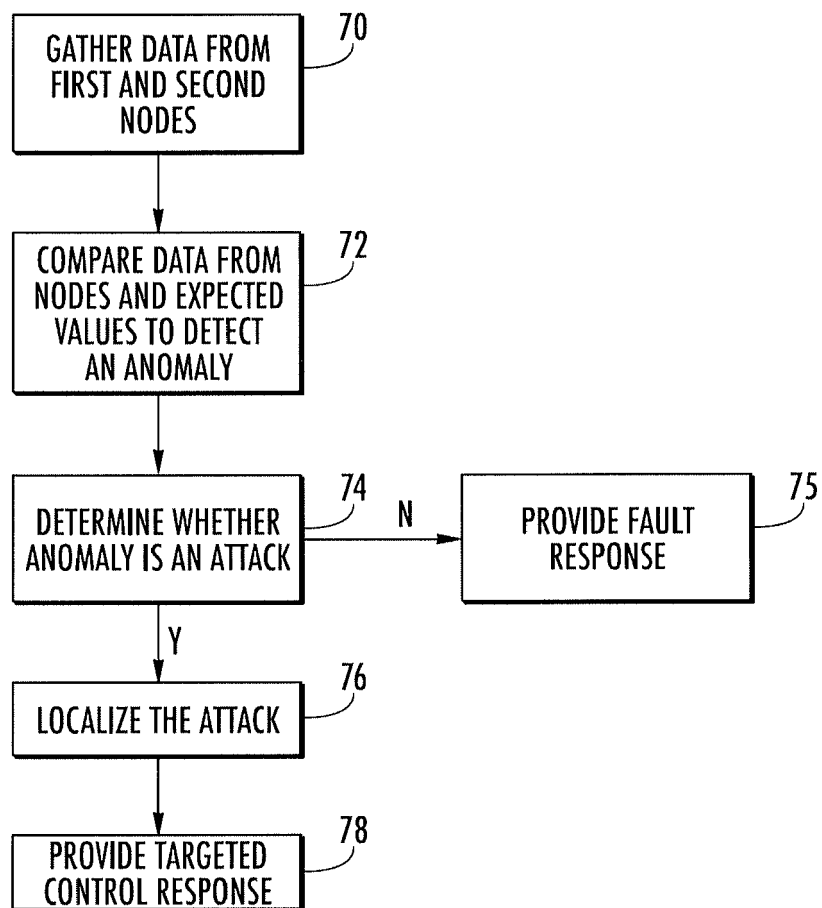 GATHER DATA FROM
FIRST AND SECOND
NODES
70
COMPARE DATA FROM
NODES AND EXPECTED
VALUES TO DETECT
AN ANOMALY
72
DETERMINE WHETHER
ANOMALY IS AN ATTACK
74
N
PROVIDE FAULT
RESPONSE
75
Y
LOCALIZE THE ATTACK
76
PROVIDE TARGETED
CONTROL RESPONSE
78